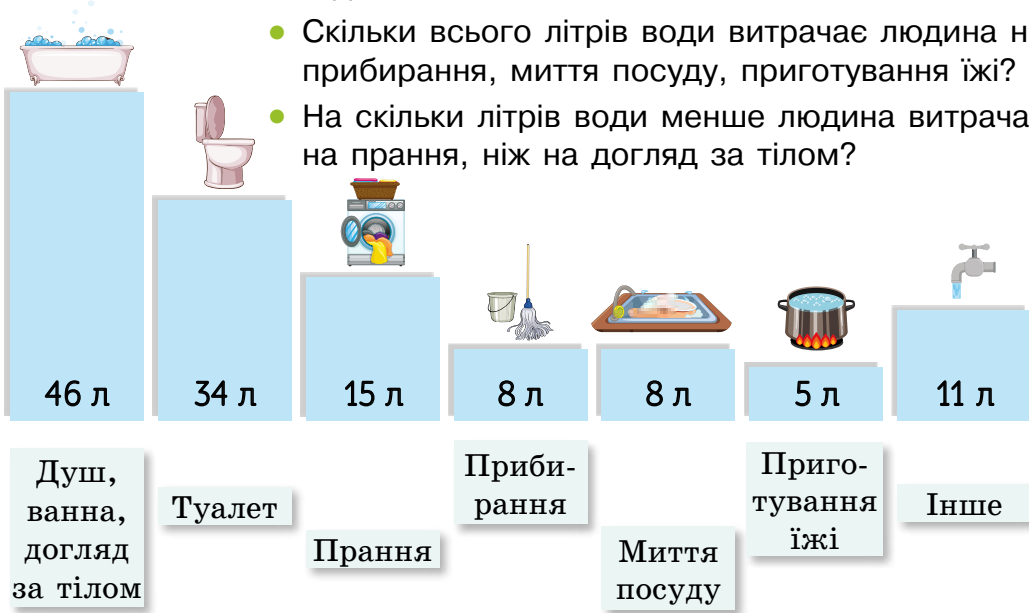 • Скільки всього літрів води витрачає людина н
прибирання, миття посуду, приготування їжі?
• На скільки літрів води менше людина витрача
на прання, ніж на догляд за тілом?
46 л
34 л
15 л
8 л
8 л
5 л
11 л
Душ,
ванна,
догляд
за тілом
Туалет
Прання
Приби-
рання
Миття
посуду
Приго-
тування
їжі
Інше